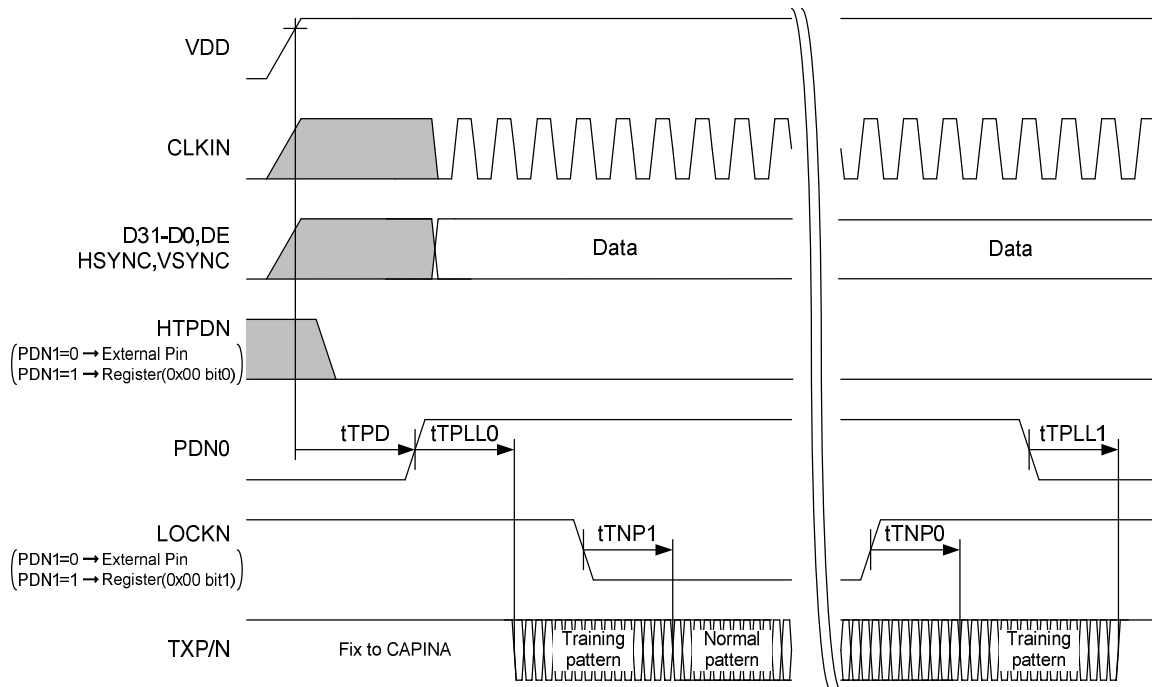 VDD
CLKIN
D31-D0,DE
HSYNC,VSYNC
Data
Data
HTPDN
(PDN1=0 → External Pin
PDN1=1 → Register(0x00 bit0))
PDN0
tTPD
tTPLL0
tTPLL1
LOCKN
(PDN1=0 → External Pin
PDN1=1 → Register(0x00 bit1))
tTNP1
tTNP0
TXP/N
Fix to CAPINA
Training
pattern
Normal
pattern
Training
pattern